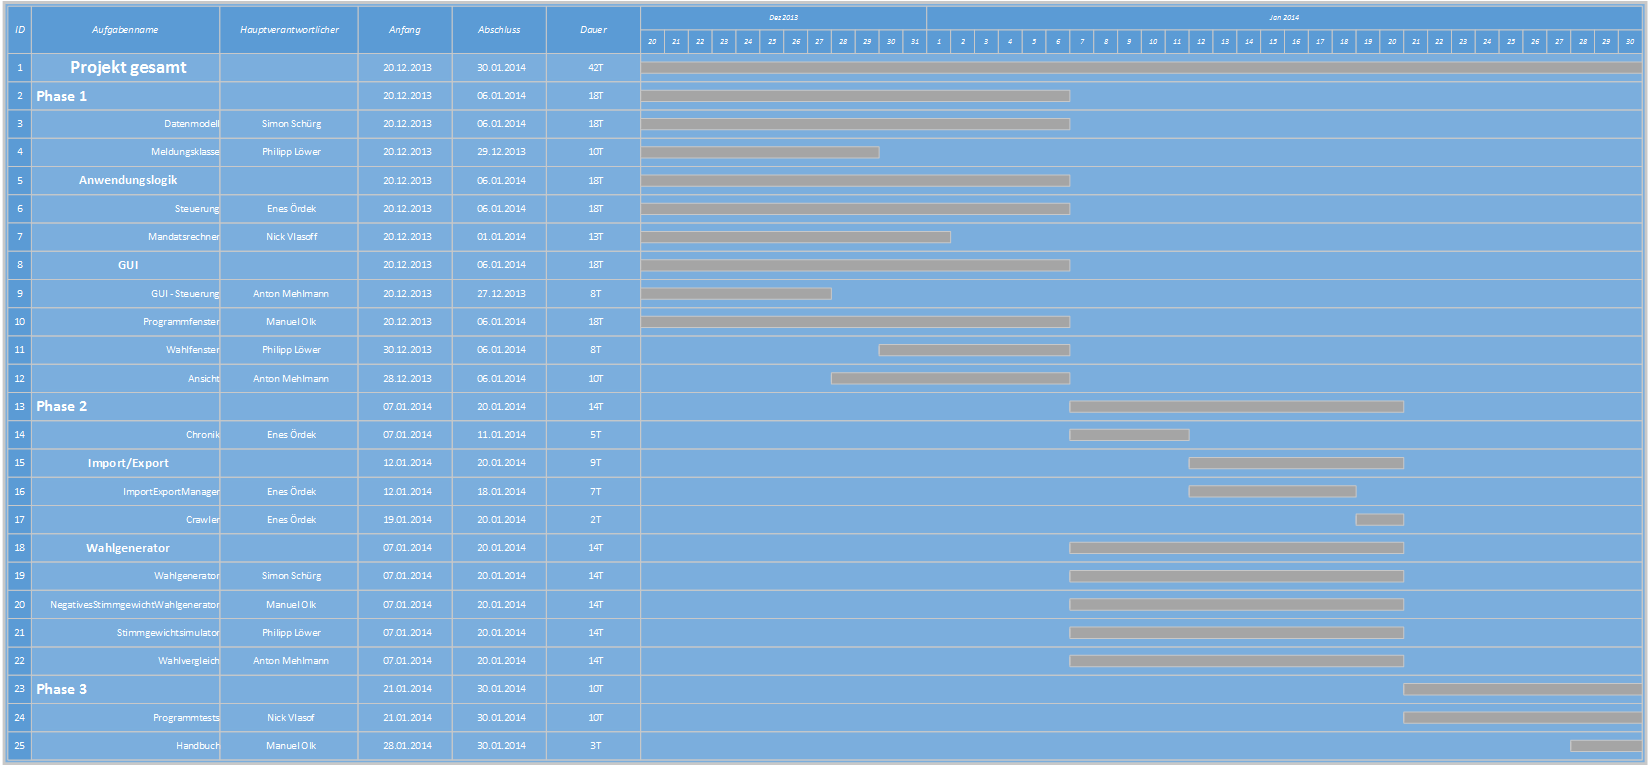 ID Aufgabenname Hauptverantwortlicher Anfang Abschluss Dauer Dez 2013 Jan 2014
20 21 22 23 24 25 26 27 28 29 30 31 1 2 3 4 5 6 7 8 9 10 11 12 13 14 15 16 17 18 19 20 21 22 23 24 25 26 27 28 29 30
1 Projekt gesamt 20.12.2013 30.01.2014 42T
2 Phase 1 20.12.2013 06.01.2014 18T
3 Datenmodell Simon Schürg 20.12.2013 06.01.2014 18T
4 Meldungsklasse Philipp Löwer 20.12.2013 29.12.2013 10T
5 Anwendungslogik 20.12.2013 06.01.2014 18T
6 Steuerung Enes Ördek 20.12.2013 06.01.2014 18T
7 Mandatsrechner Nick Vlasoff 20.12.2013 01.01.2014 13T
8 GUI 20.12.2013 06.01.2014 18T
9 GUI - Steuerung Anton Mehlmann 20.12.2013 27.12.2013 8T
10 Programmfenster Manuel Olk 20.12.2013 06.01.2014 18T
11 Wahlfenster Philipp Löwer 30.12.2013 06.01.2014 8T
12 Ansicht Anton Mehlmann 28.12.2013 06.01.2014 10T
13 Phase 2 07.01.2014 20.01.2014 14T
14 Chronik Enes Ördek 07.01.2014 11.01.2014 5T
15 Import/Export 12.01.2014 20.01.2014 9T
16 ImportExportManager Enes Ördek 12.01.2014 18.01.2014 7T
17 Crawler Enes Ördek 19.01.2014 20.01.2014 2T
18 Wahlgenerator 07.01.2014 20.01.2014 14T
19 Wahlgenerator Simon Schürg 07.01.2014 20.01.2014 14T
20 NegativesStimmgewichtWahlgenerator Manuel Olk 07.01.2014 20.01.2014 14T
21 Stimmgewichtsimulator Philipp Löwer 07.01.2014 20.01.2014 14T
22 Wahlvergleich Anton Mehlmann 07.01.2014 20.01.2014 14T
23 Phase 3 21.01.2014 30.01.2014 10T
24 Programmtests Nick Vlasof 21.01.2014 30.01.2014 10T
25 Handbuch Manuel Olk 28.01.2014 30.01.2014 3T